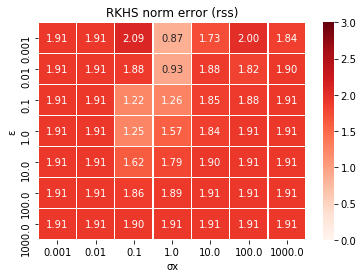 RKHS norm error (rss)
0.001 1.91 1.91 2.09 0.87 1.73 2.00 1.84
0.01 1.91 1.91 1.88 0.93 1.88 1.82 1.90
0.1 1.91 1.91 1.22 1.26 1.85 1.88 1.91
1.0 1.91 1.91 1.25 1.57 1.84 1.91 1.91
10.0 1.91 1.91 1.62 1.79 1.90 1.91 1.91
100.0 1.91 1.91 1.86 1.89 1.91 1.91 1.91
1000.0 1.91 1.91 1.90 1.91 1.91 1.91 1.91
0.001 0.01 0.1 1.0 10.0 100.0 1000.0
σx
ε
3.0
2.5
2.0
1.5
1.0
0.5
0.0